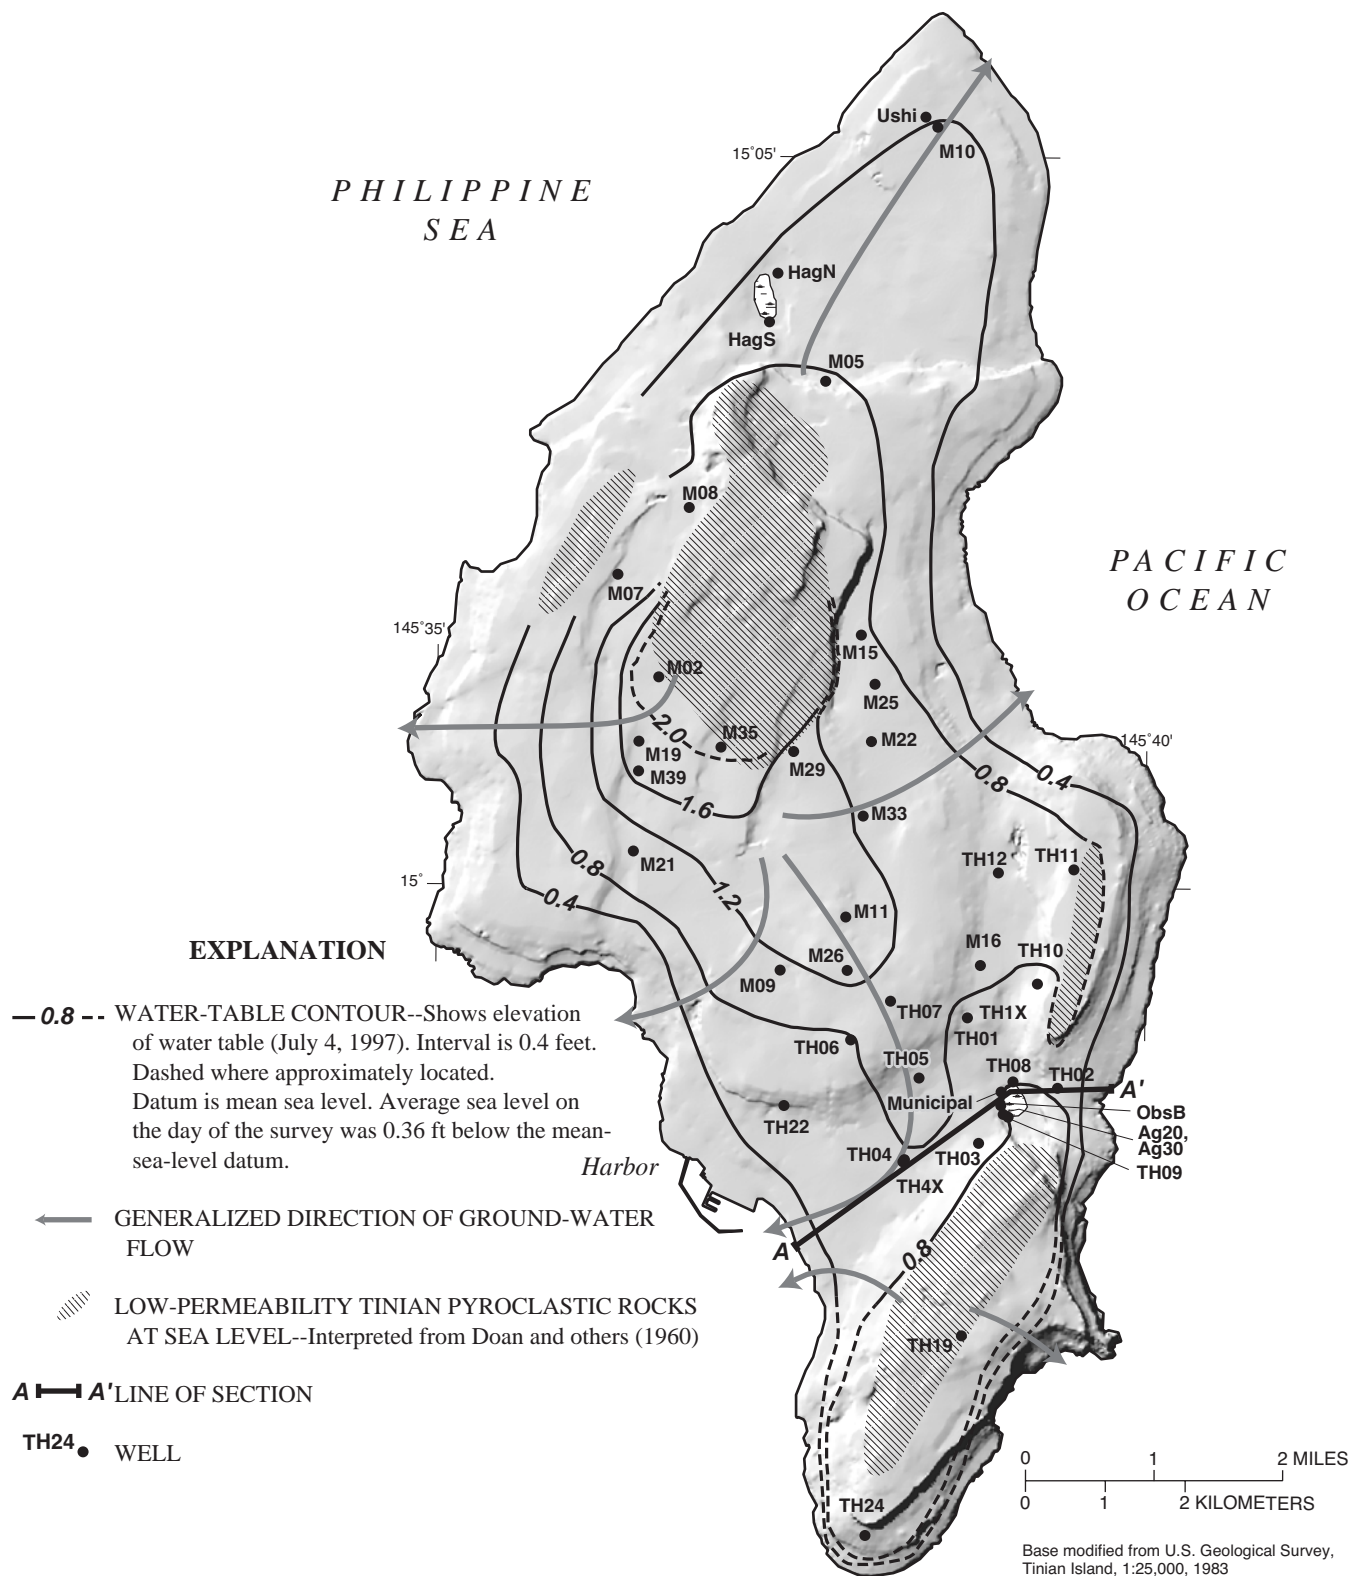 Ushi
M10
15°05'
PHILIPPINE
SEA
HagN
HagS
M05
M08
PACIFIC
OCEAN
M07
145°35'
M15
M02
M25
2.0
M35
M22
145°40'
M19
M29
M39
0.8
0.4
1.6
M33
TH12
TH11
0.8
M21
15°
1.2
0.4
M11
EXPLANATION
M16
TH10
M26
M09
0.8 WATER-TABLE CONTOUR--Shows elevation
of water table (July 4, 1997). Interval is 0.4 feet.
Dashed where approximately located.
Datum is mean sea level. Average sea level on
the day of the survey was 0.36 ft below the mean-
sea-level datum.
TH07
TH1X
TH01
TH06
TH05
TH08
TH02
A'
Municipal
ObsB
Ag20,
Ag30
TH22
TH04
TH03
TH09
Harbor
TH4X
A
0.8
GENERALIZED DIRECTION OF GROUND-WATER
FLOW
LOW-PERMEABILITY TINIAN PYROCLASTIC ROCKS
AT SEA LEVEL--Interpreted from Doan and others (1960)
TH19
A A' LINE OF SECTION
TH24 WELL
0 1 2 MILES
0 1 2 KILOMETERS
TH24
Base modified from U.S. Geological Survey,
Tinian Island, 1:25,000, 1983